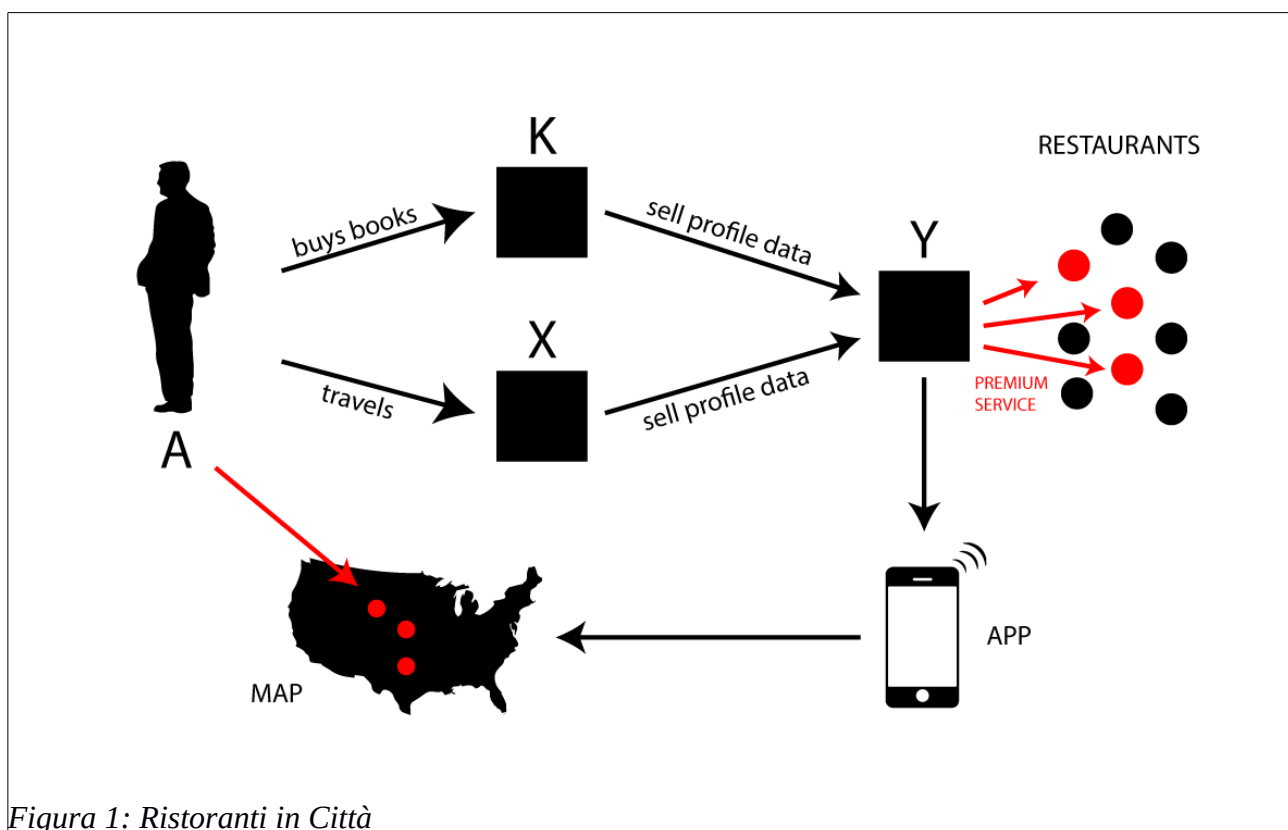 K
RESTAURANTS
buys books
sell profile data
Y
X
travels
sell profile data
PREMIUM
SERVICE
A
APP
MAP
Figura 1: Ristoranti in Città